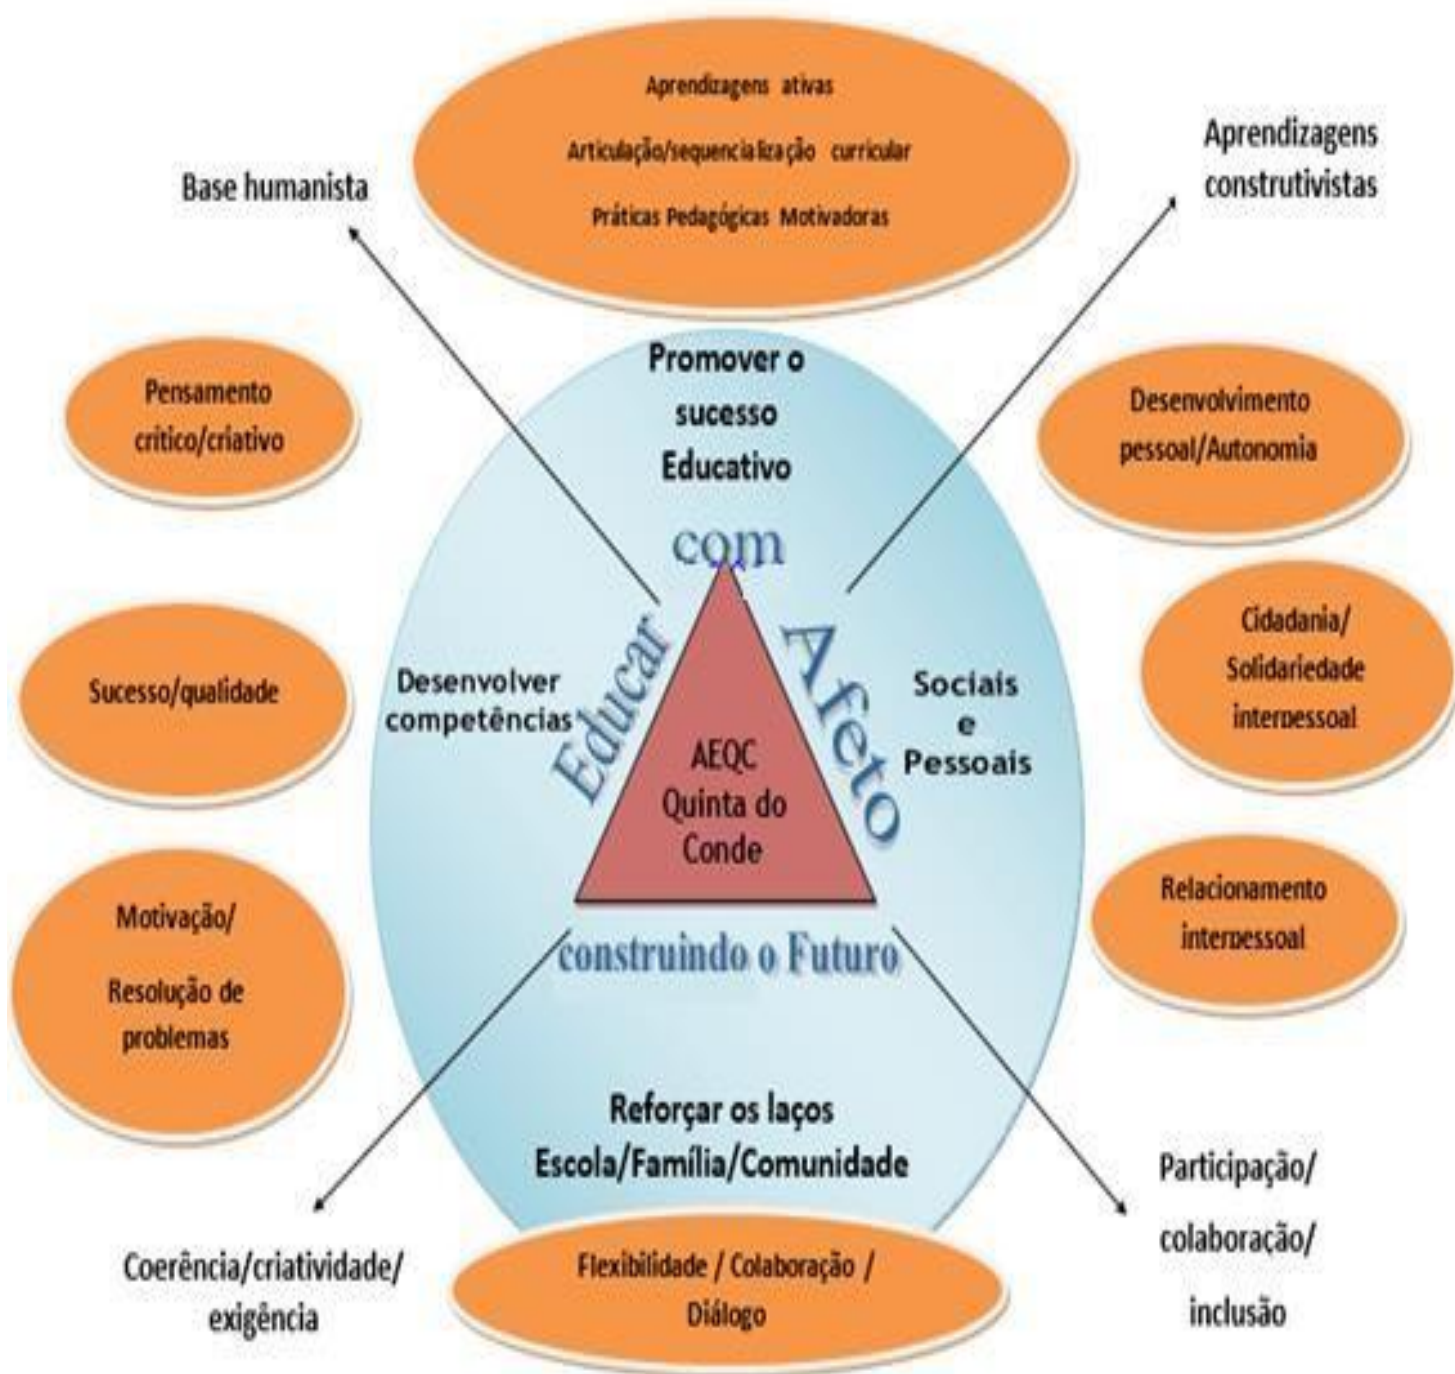 Aprendizagens ativas
Articulação/sequencialização curricular
Práticas Pedagógicas Motivadoras
Base humanista
Aprendizagens
construtivistas
Pensamento
crítico/criativo
Promover o
sucesso
Educativo
Desenvolvimento
pessoal/Autonomia
com
Educar
Afeto
Desenvolver
competências
Sociais
e
Pessoais
Sucesso/qualidade
Cidadania/
Solidariedade
interpessoal
AEQC
Quinta do
Conde
construindo o Futuro
Motivação/
Resolução de
problemas
Relacionamento
interpessoal
Reforçar os laços
Escola/Família/Comunidade
Coerência/criatividade/
exigência
Flexibilidade / Colaboração /
Diálogo
Participação/
colaboração/
inclusão